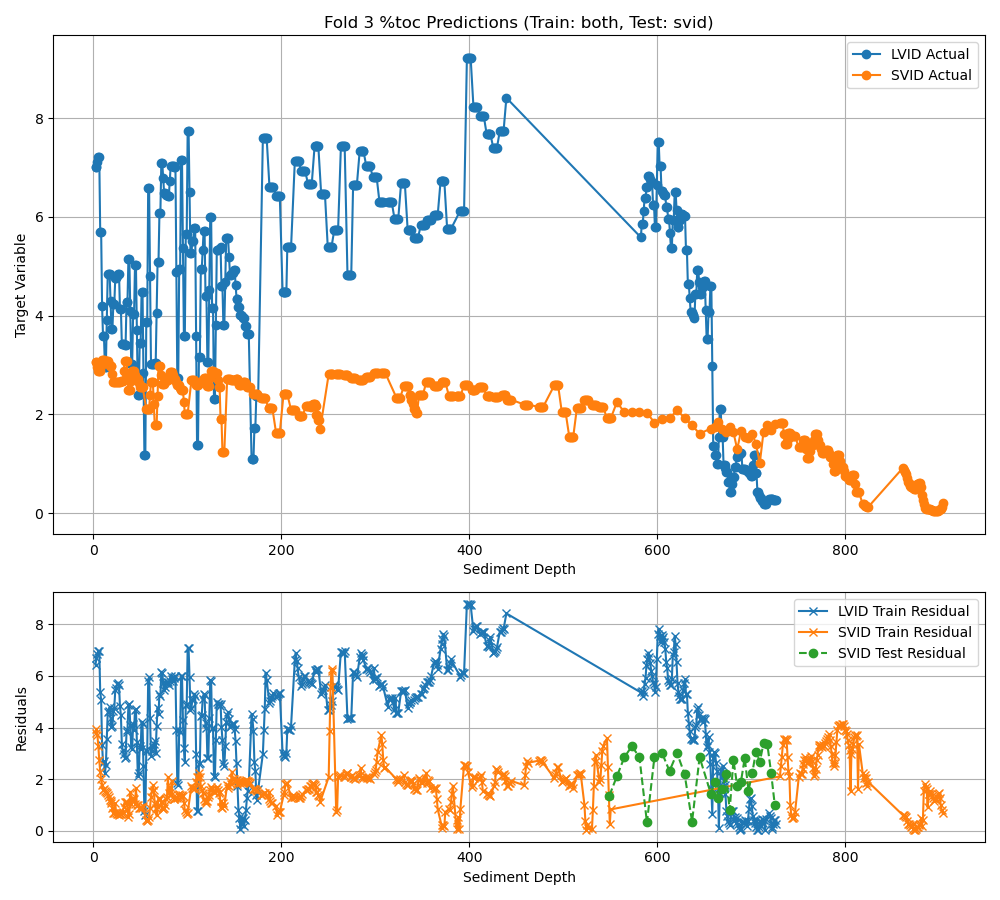 Fold 3 %toc Predictions (Train: both, Test: svid)
LVID Actual
SVID Actual
Target Variable
8
6
4
2
0
0 200 400 600 800
Sediment Depth
LVID Train Residual
SVID Train Residual
SVID Test Residual
Residuals
8
6
4
2
0
0 200 400 600 800
Sediment Depth